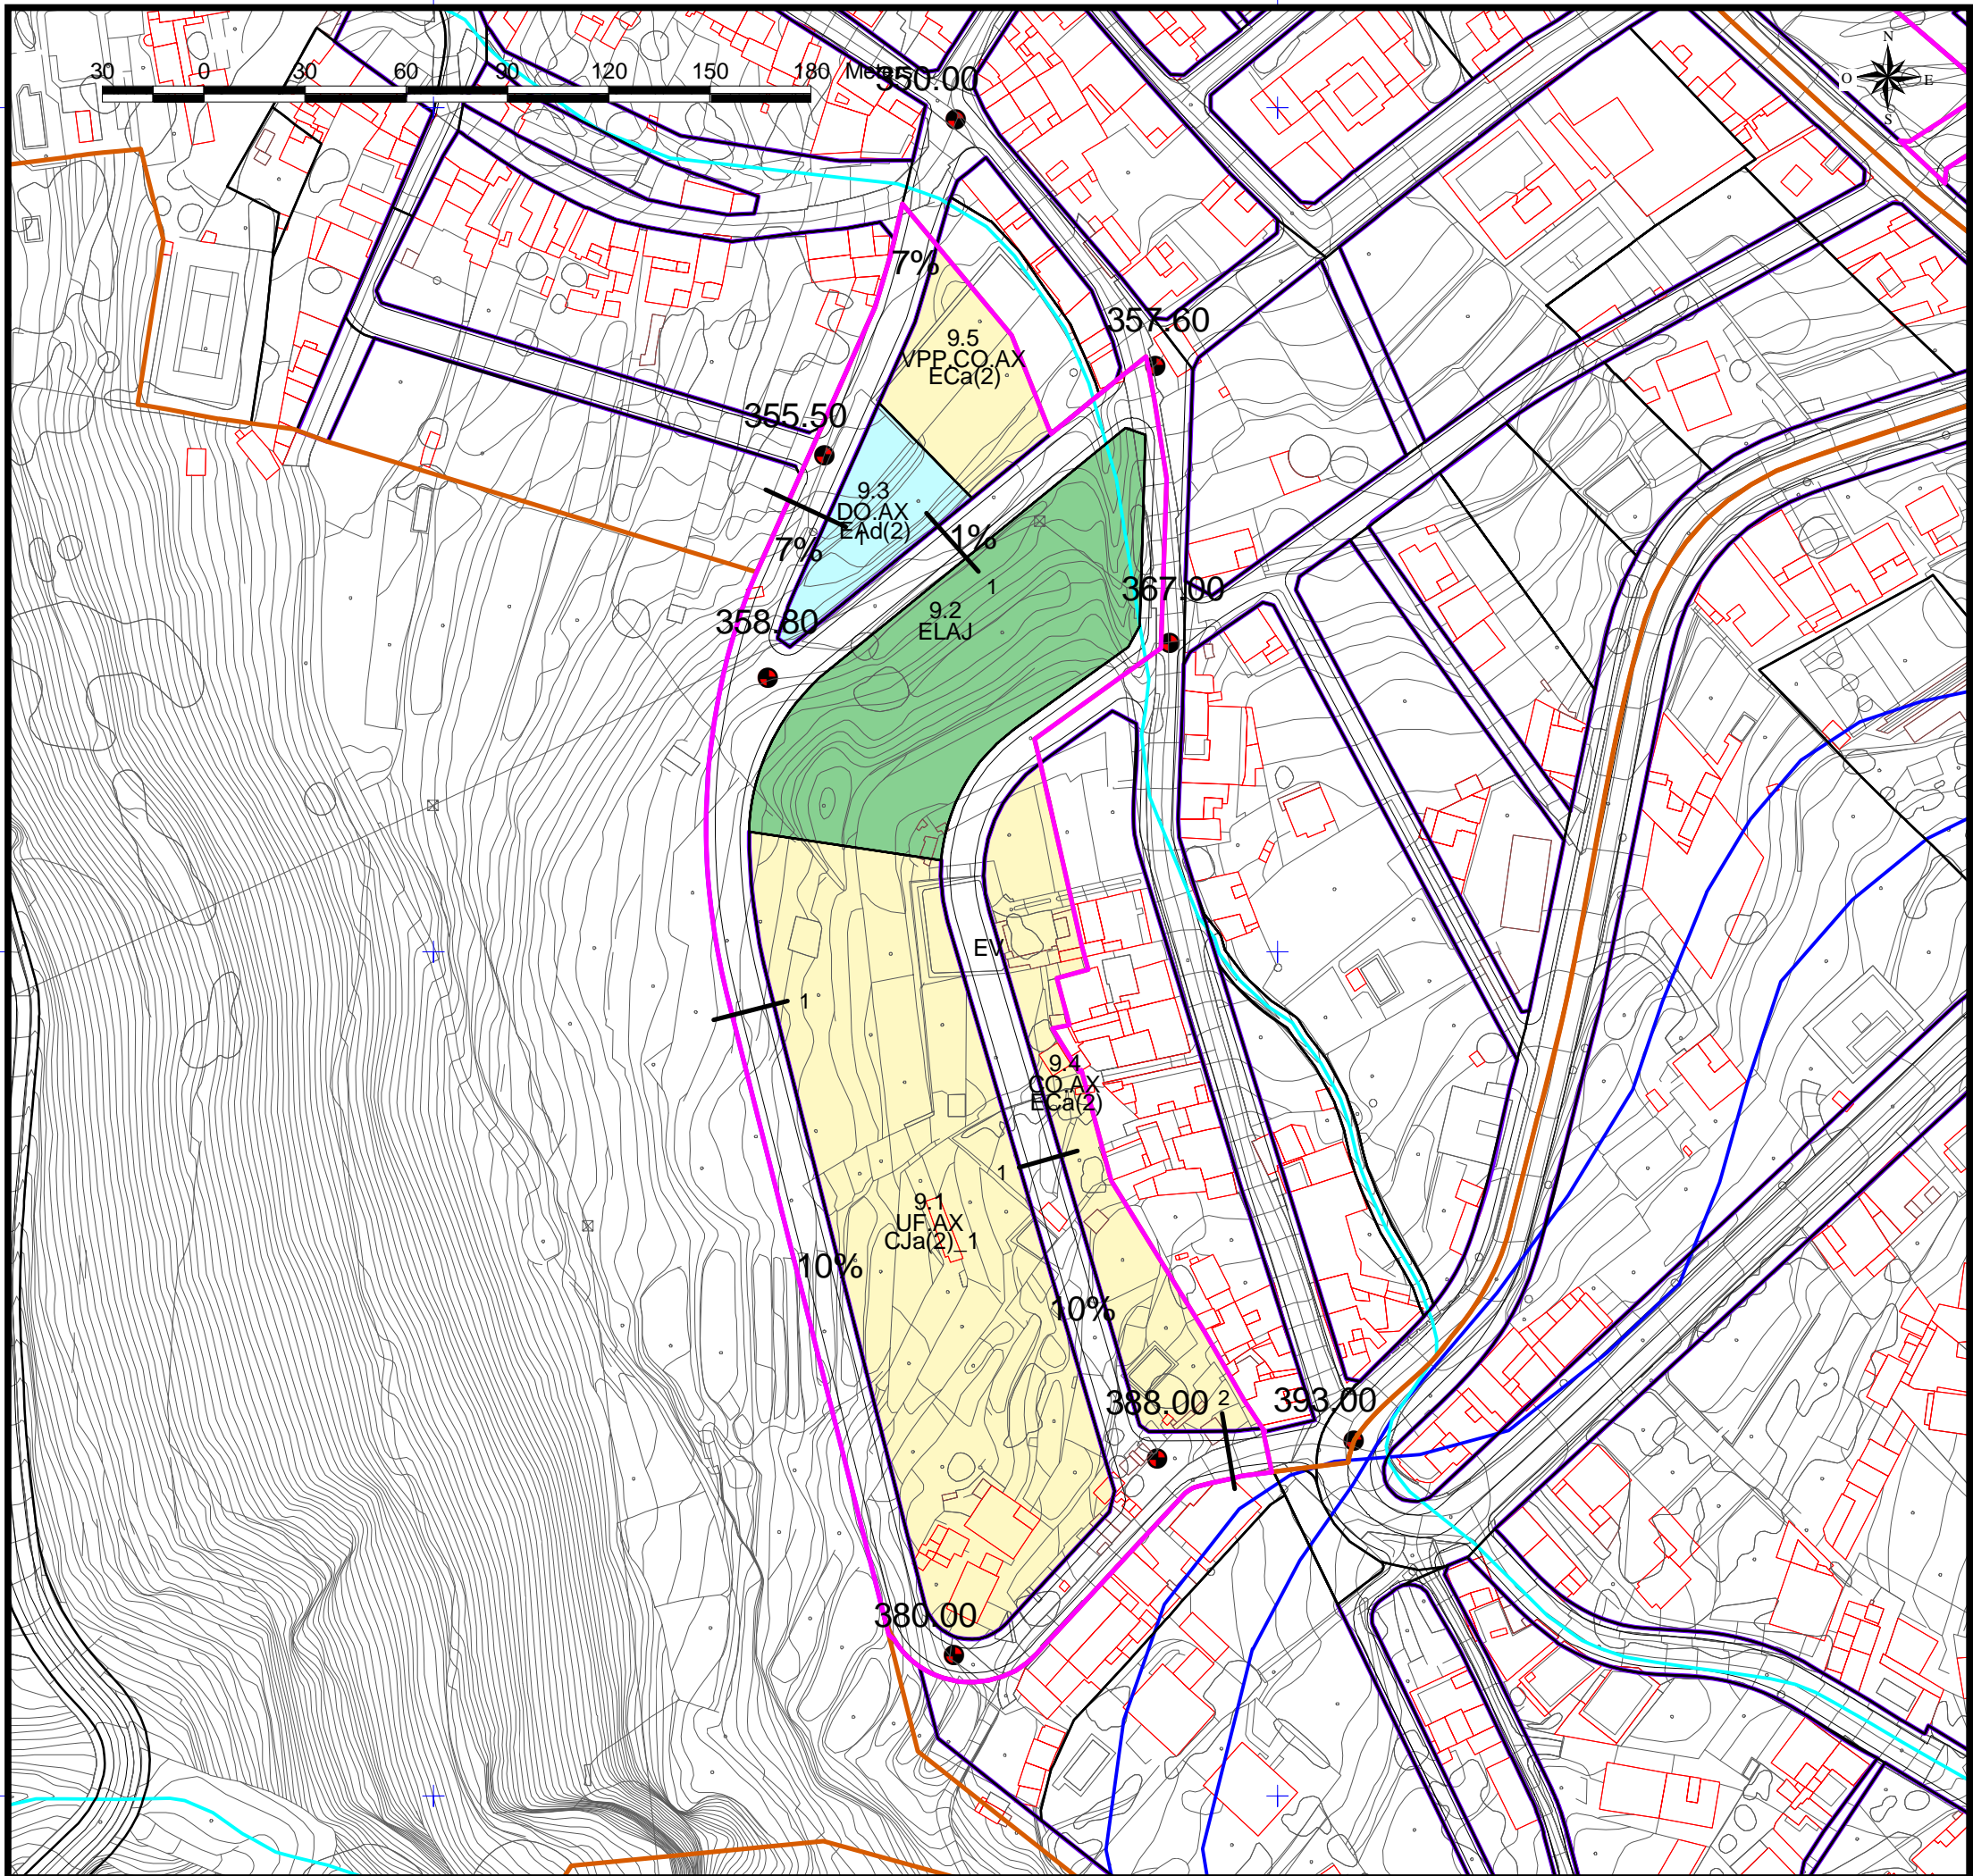 30 0 30 60 90 120 150 180 Meters
N
O E
S
350.00
7%
357.60
9.5
VPP.CO.AX
ECa(2)
355.50
9.3
DO.AX
EAd(2)
1
7%
1%
1
367.00
9.2
ELAJ
358.80
EV
1
9.4
CO.AX
ECa(2)
1
9.1
UF.AX
CJa(2)_1
10%
10%
388.00
2
393.00
380.00